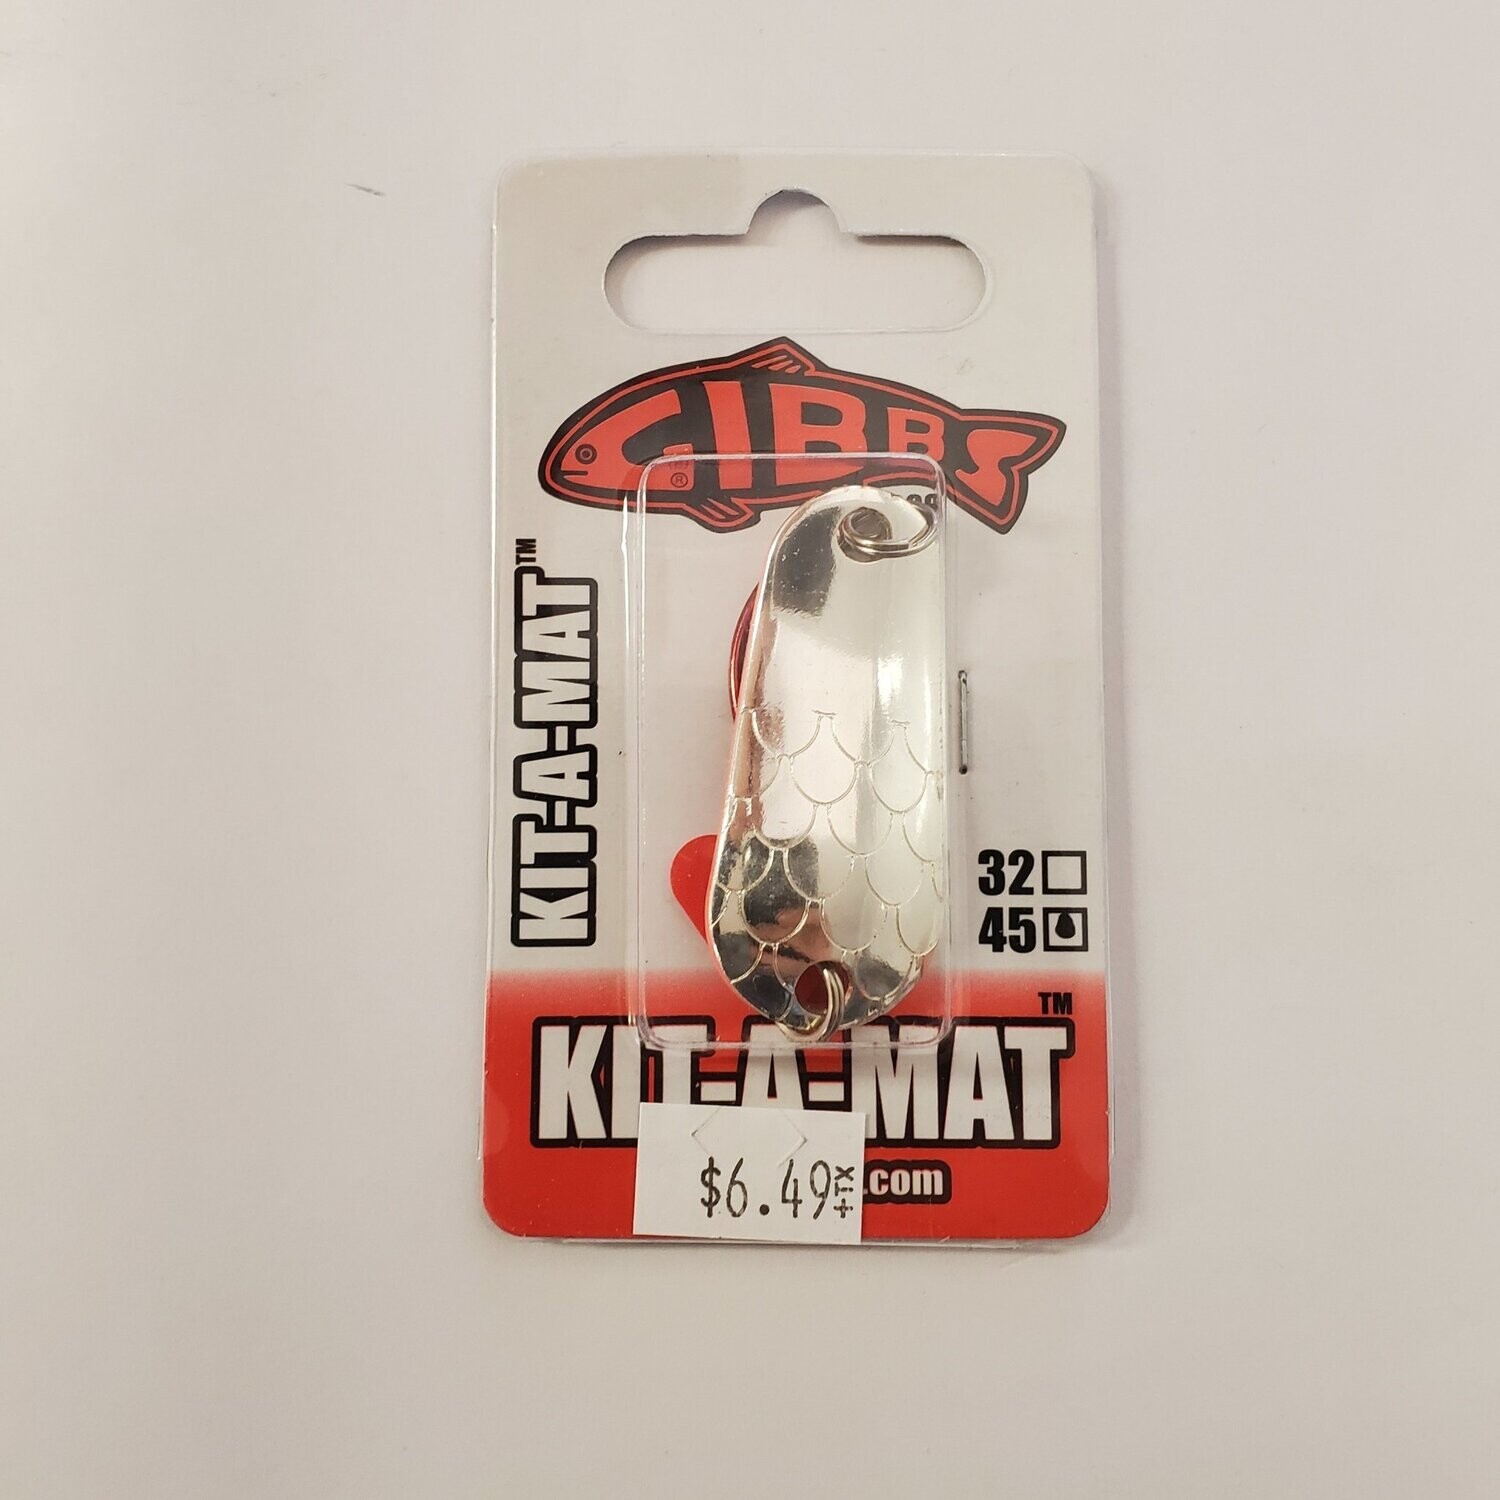 GIBBS
®
KIT-A-MAT™
32
45
KIT-A-MAT™
$6.49+TX
.com